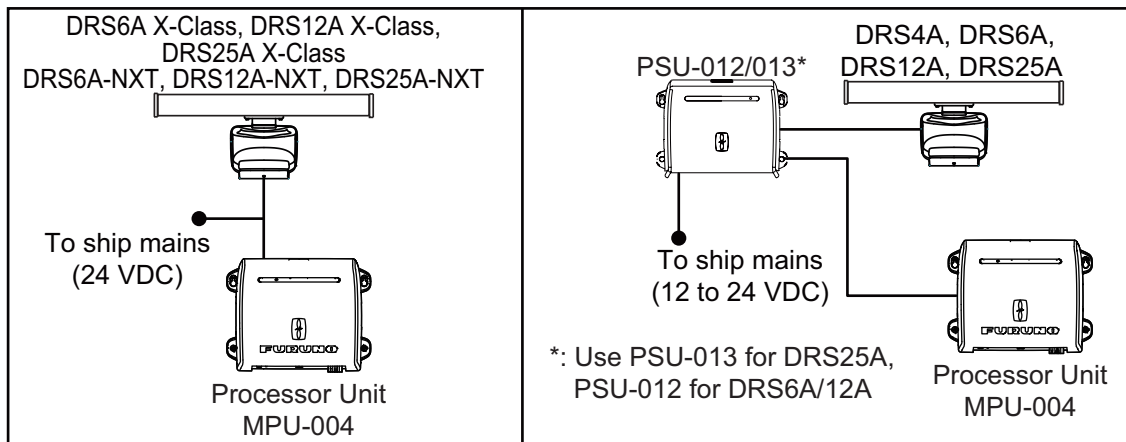 DRS6A X-Class, DRS12A X-Class,
DRS25A X-Class
DRS6A-NXT, DRS12A-NXT, DRS25A-NXT
To ship mains
(24 VDC)
FURUNO
Processor Unit
MPU-004
PSU-012/013*
DRS4A, DRS6A,
DRS12A, DRS25A
To ship mains
(12 to 24 VDC)
*: Use PSU-013 for DRS25A,
PSU-012 for DRS6A/12A
FURUNO
Processor Unit
MPU-004